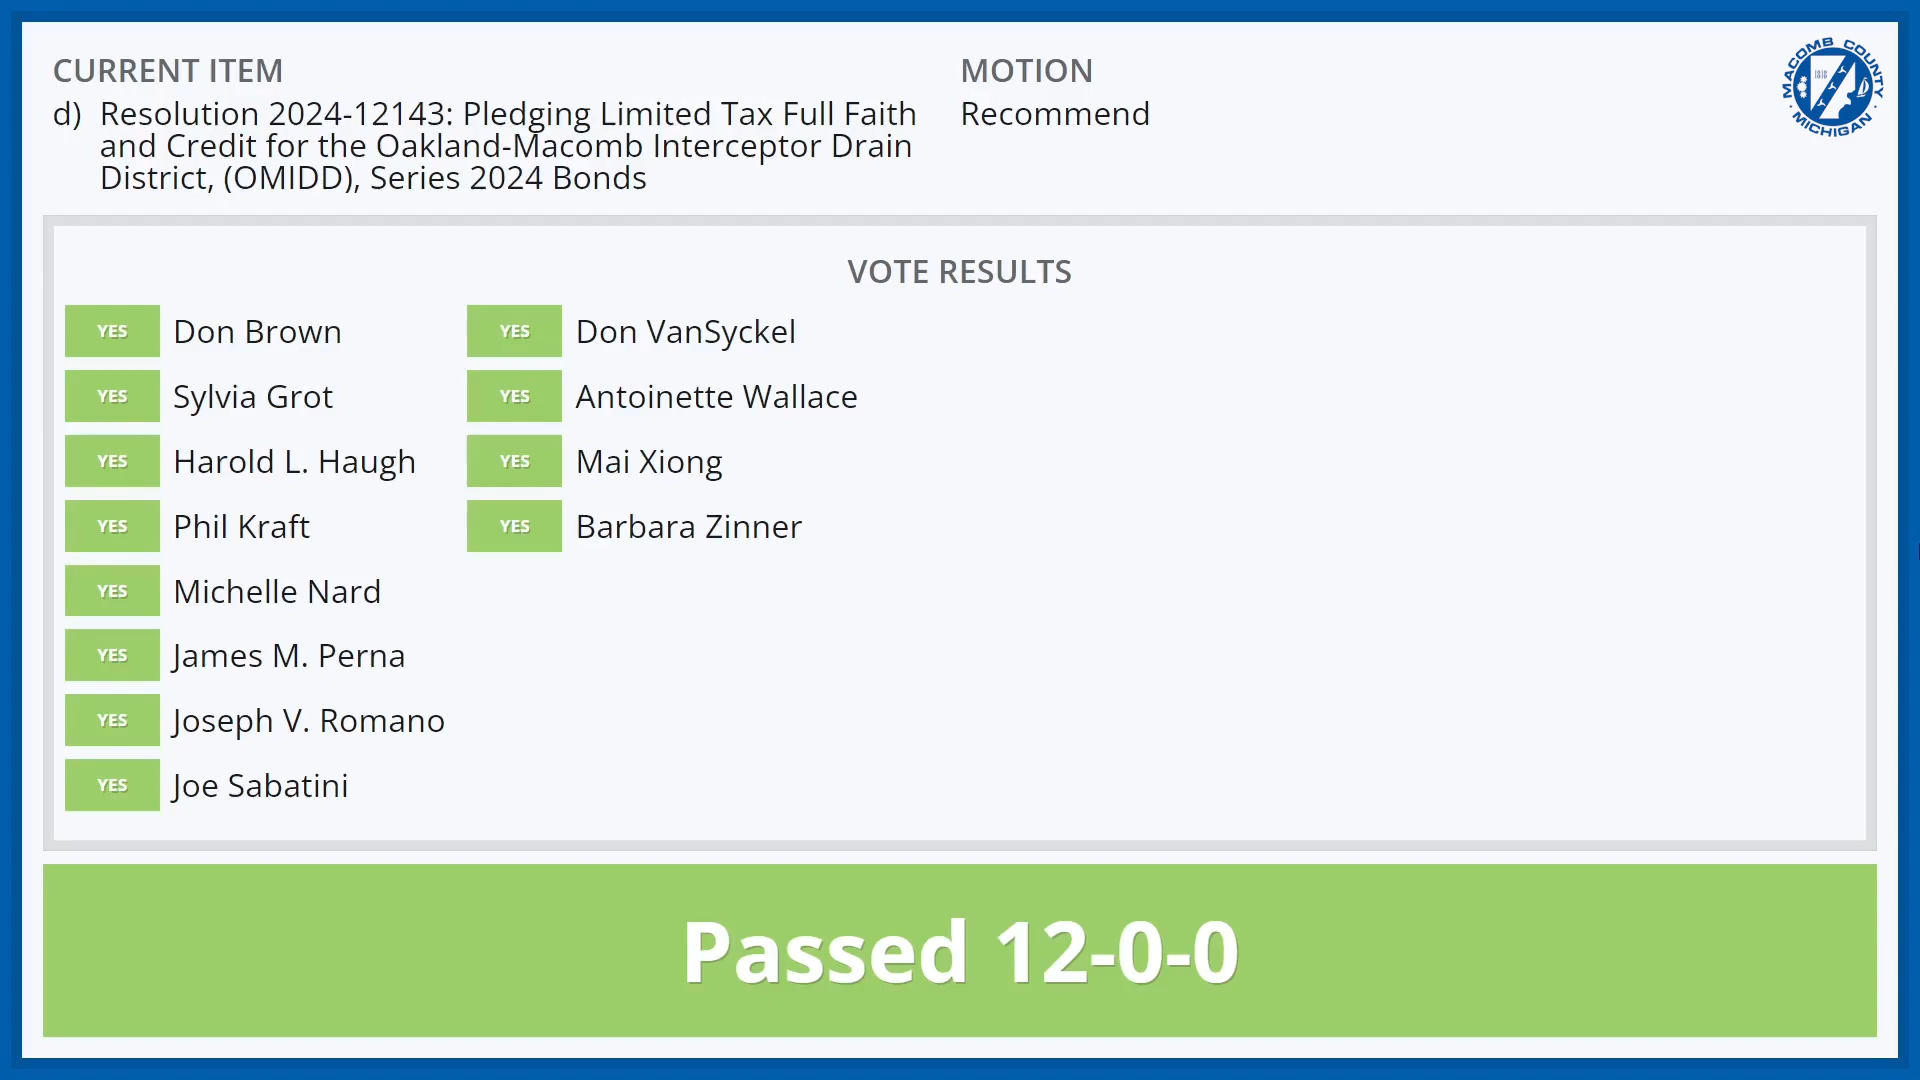 CURRENT ITEM
d) Resolution 2024-12143: Pledging Limited Tax Full Faith
and Credit for the Oakland-Macomb Interceptor Drain
District, (OMIDD), Series 2024 Bonds
MOTION
Recommend
MACOMB COUNTY
1818
MICHIGAN
VOTE RESULTS
YES Don Brown
YES Sylvia Grot
YES Harold L. Haugh
YES Phil Kraft
YES Michelle Nard
YES James M. Perna
YES Joseph V. Romano
YES Joe Sabatini
YES Don VanSyckel
YES Antoinette Wallace
YES Mai Xiong
YES Barbara Zinner
Passed 12-0-0